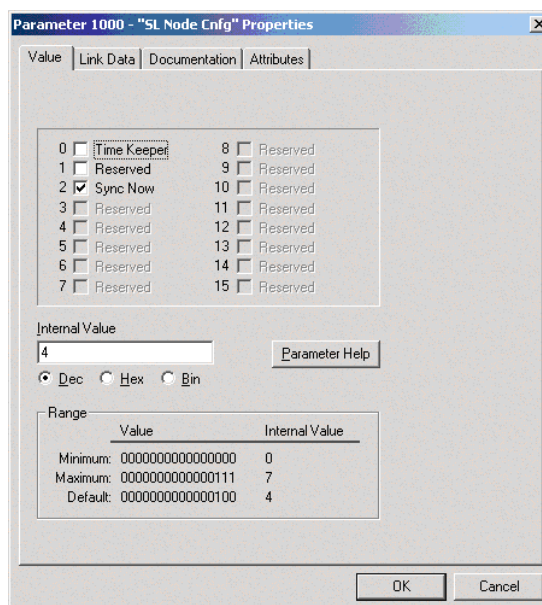 Parameter 1000 - "SL Node Cnfg" Properties
Value Link Data Documentation Attributes
0 Time Keeper 8 Reserved
1 Reserved 9 Reserved
2 Sync Now 10 Reserved
3 Reserved 11 Reserved
4 Reserved 12 Reserved
5 Reserved 13 Reserved
6 Reserved 14 Reserved
7 Reserved 15 Reserved
Internal Value
4
Parameter Help
Dec Hex Bin
Range
Value Internal Value
Minimum: 0000000000000000 0
Maximum: 0000000000000111 7
Default: 0000000000000100 4
OK Cancel